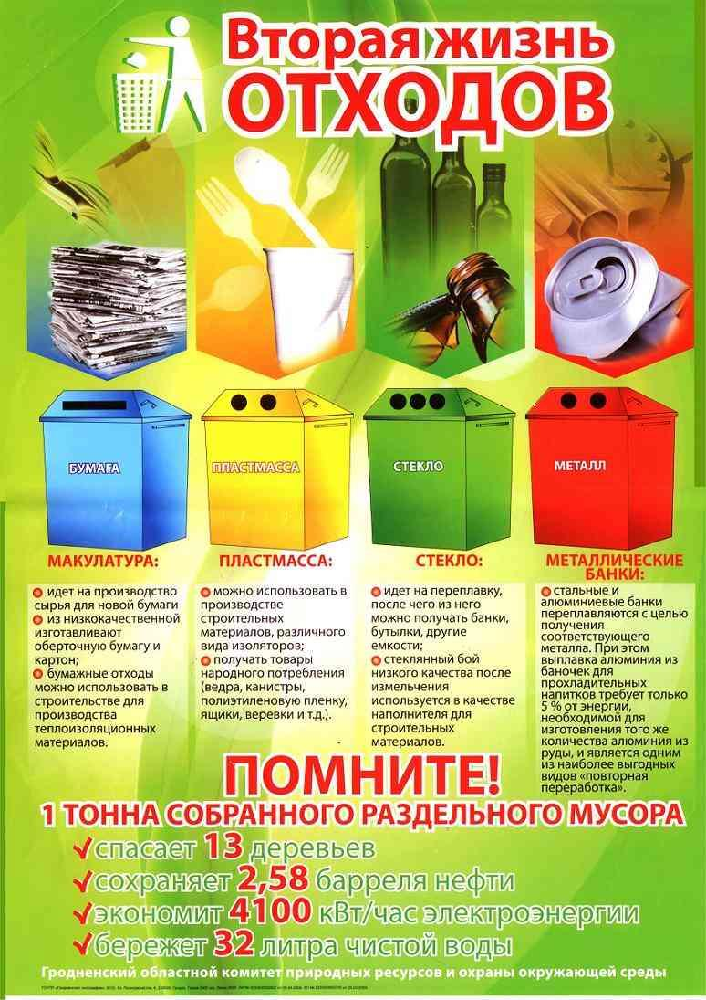 Вторая жизнь
ОТХОДОВ
БУМАГА
ПЛАСТМАССА
СТЕКЛО
МЕТАЛЛ
МАКУЛАТУРА:
идет на производство
сырья для новой бумаги
из низкокачественной
изготавливают
оберточную бумагу и
картон;
бумажные отходы
можно использовать в
строительстве для
производства
теплоизоляционных
материалов.
ПЛАСТМАССА:
можно использовать в
производстве
строительных
материалов, различного
вида изоляторов;
получать товары
народного потребления
(ведра, канистры,
полиэтиленовую пленку,
ящики, веревки и т.д.).
СТЕКЛО:
идет на переплавку,
после чего из него
можно получать банки,
бутылки, другие
емкости;
стеклянный бой
низкого качества после
измельчения
используется в качестве
наполнителя для
строительных
материалов.
МЕТАЛЛИЧЕСКИЕ
БАНКИ:
стальные и
алюминиевые банки
переплавляются с целью
получения
соответствующего
металла. При этом
выплавка алюминия из
баночек для
прохладительных
напитков требует только
5 % от энергии,
необходимой для
изготовления того же
количества алюминия из
руды, и является одним
из наиболее выгодных
видов «повторная
переработка».
ПОМНИТЕ!
1 ТОННА СОБРАННОГО РАЗДЕЛЬНОГО МУСОРА
спасает 13 деревьев
сохраняет 2,58 барреля нефти
экономит 4100 кВт/час электроэнергии
бережет 32 литра чистой воды
Гродненский областной комитет природных ресурсов и охраны окружающей среды